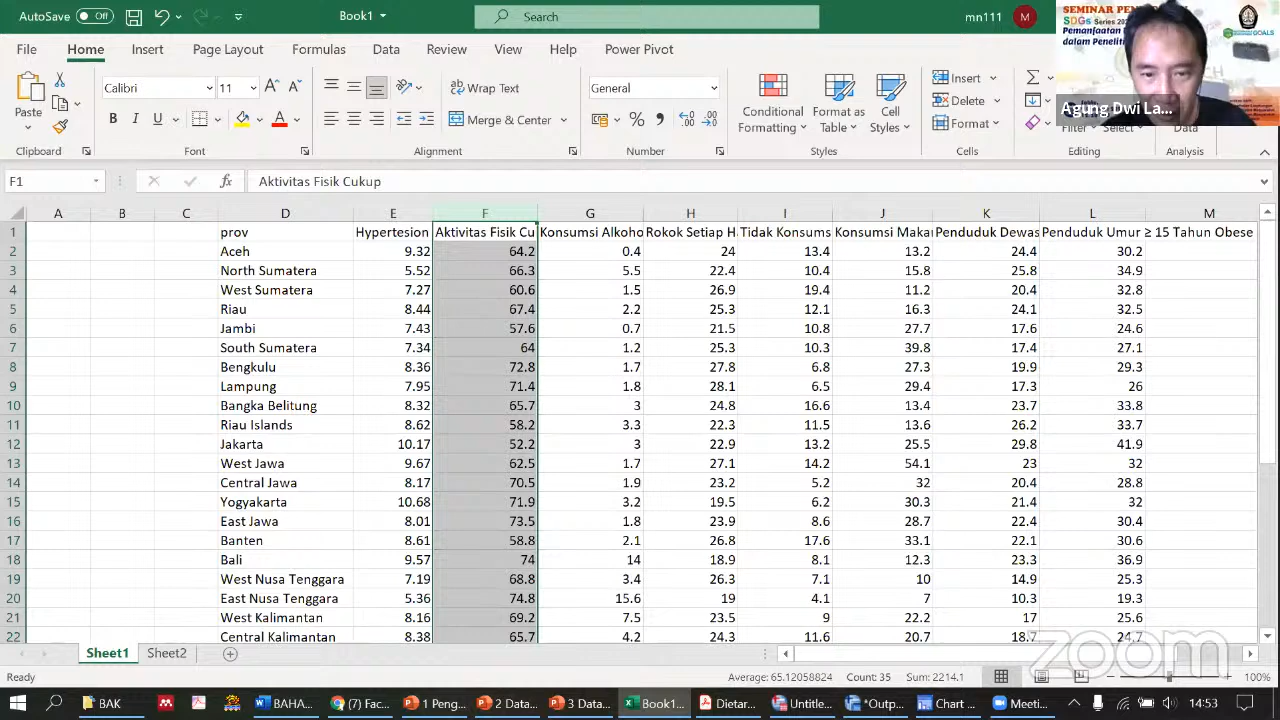 AutoSave Off Book1 Search mn111 M
File Home Insert Page Layout Formulas Data Review View Help Power Pivot
Paste
Calibri 11 A A
B I U A
Wrap Text
Merge & Center
General
% ,
Conditional Formatting
Format as Table
Cell Styles
Insert
Delete
Format
Filter Select
Data
Clipboard Font Alignment Number Styles Cells Editing Analysis
SDGs Series
Pemanfaatan
dalam Peneliti
GOALS
Agung Dwi La...
F1 fx Aktivitas Fisik Cukup
A B C D E F G H I J K L M
1 prov Hypertesion Aktivitas Fisik Cu Konsumsi Alkoho Rokok Setiap H Tidak Konsums Konsumsi Makar Penduduk Dewas Penduduk Umur ≥ 15 Tahun Obese
2 Aceh 9.32 64.2 0.4 24 13.4 13.2 24.4 30.2
3 North Sumatera 5.52 66.3 5.5 22.4 10.4 15.8 25.8 34.9
4 West Sumatera 7.27 60.6 1.5 26.9 19.4 11.2 20.4 32.8
5 Riau 8.44 67.4 2.2 25.3 12.1 16.3 24.1 32.5
6 Jambi 7.43 57.6 0.7 21.5 10.8 27.7 17.6 24.6
7 South Sumatera 7.34 64 1.2 25.3 10.3 39.8 17.4 27.1
8 Bengkulu 8.36 72.8 1.7 27.8 6.8 27.3 19.9 29.3
9 Lampung 7.95 71.4 1.8 28.1 6.5 29.4 17.3 26
10 Bangka Belitung 8.32 65.7 3 24.8 16.6 13.4 23.7 33.8
11 Riau Islands 8.62 58.2 3.3 22.3 11.5 13.6 26.2 33.7
12 Jakarta 10.17 52.2 3 22.9 13.2 25.5 29.8 41.9
13 West Jawa 9.67 62.5 1.7 27.1 14.2 54.1 23 32
14 Central Jawa 8.17 70.5 1.9 23.2 5.2 32 20.4 28.8
15 Yogyakarta 10.68 71.9 3.2 19.5 6.2 30.3 21.4 32
16 East Jawa 8.01 73.5 1.8 23.9 8.6 28.7 22.4 30.4
17 Banten 8.61 58.8 2.1 26.8 17.6 33.1 22.1 30.6
18 Bali 9.57 74 14 18.9 8.1 12.3 23.3 36.9
19 West Nusa Tenggara 7.19 68.8 3.4 26.3 7.1 10 14.9 25.3
20 East Nusa Tenggara 5.36 74.8 15.6 19 4.1 7 10.3 19.3
21 West Kalimantan 8.16 69.2 7.5 23.5 9 22.2 17 25.6
22 Central Kalimantan 8.38 65.7 4.2 24.3 11.6 20.7 18.7 24.7
Sheet1 Sheet2
zoom
Ready Average: 65.12058824 Count: 35 Sum: 2214.1 100%
BAK BAHA (7) Fc... 1 Peng... 2 Data... 2 Data... Book1... Dietar... Untitle... *Outp... Chart ... Meeti... 14:53